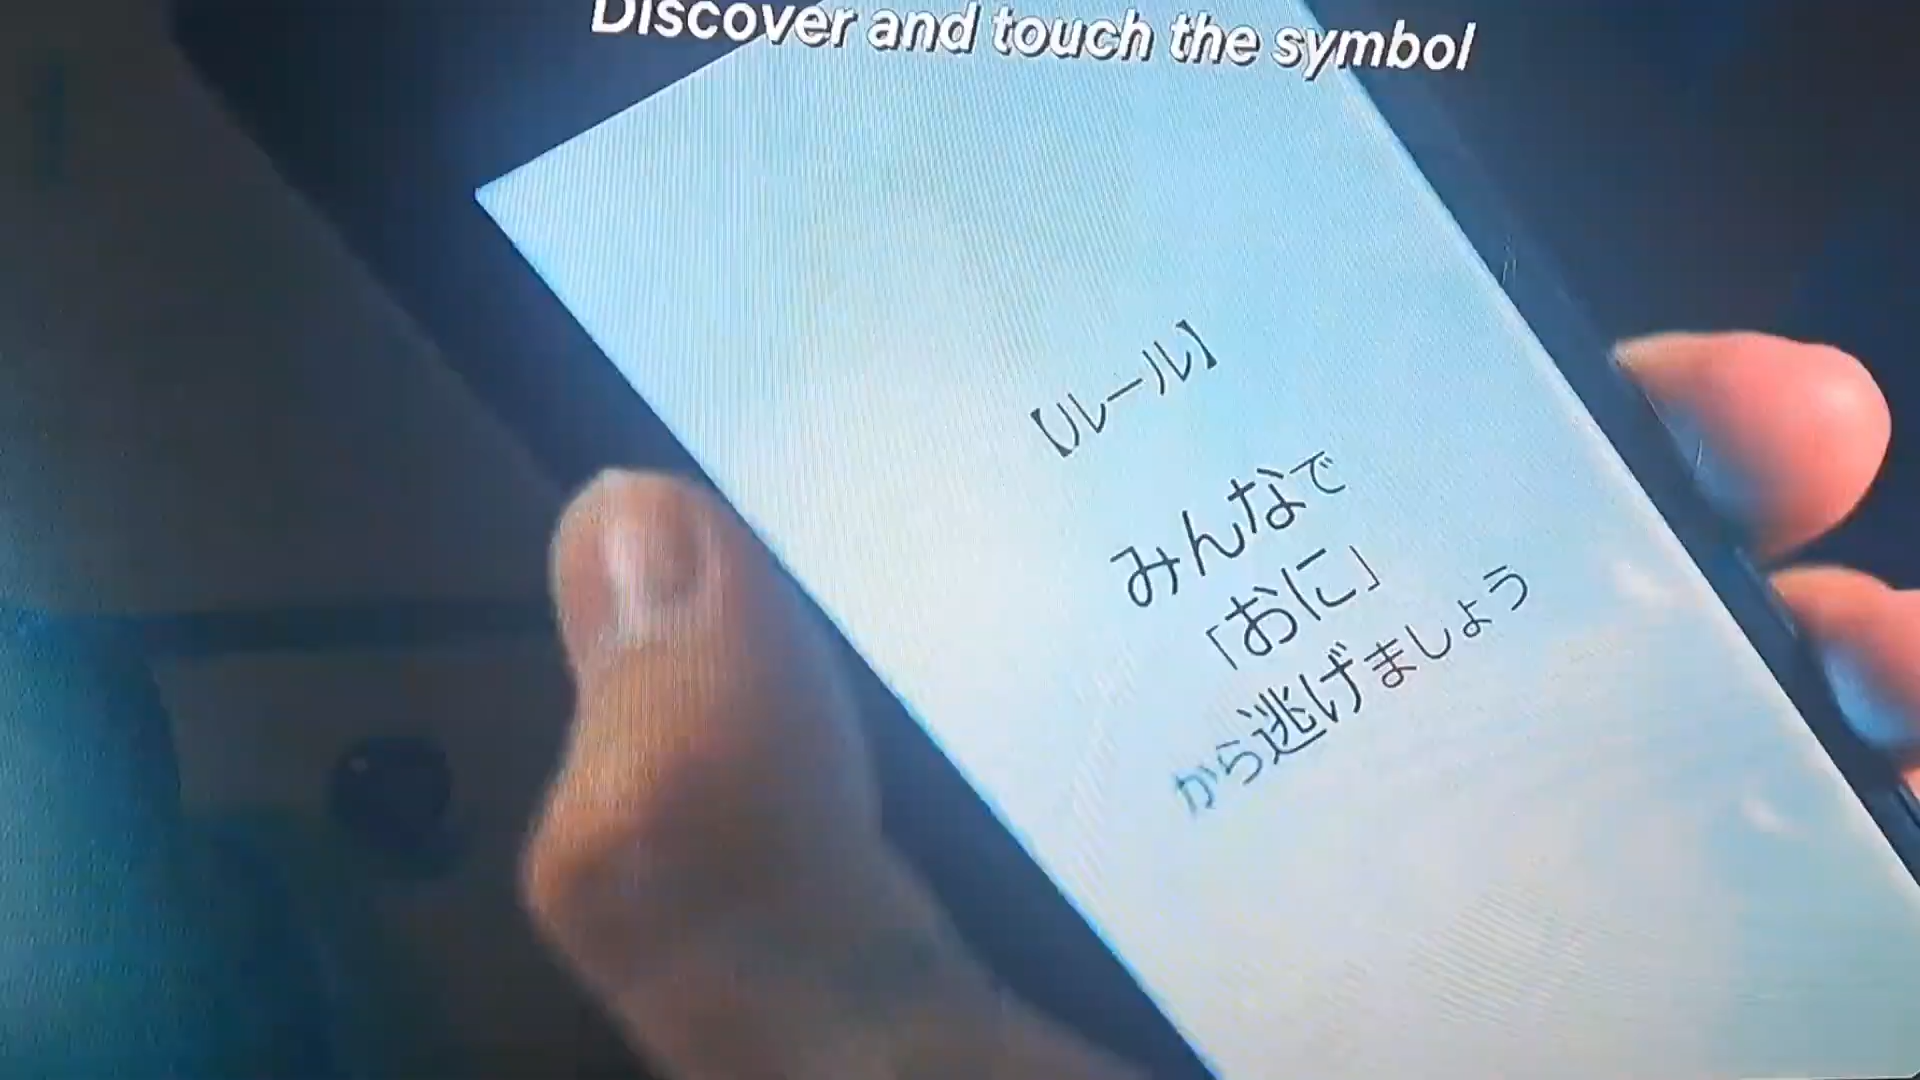 Discover and touch the symbol
【ルール】
みんなで
「おに」
から逃げましょう